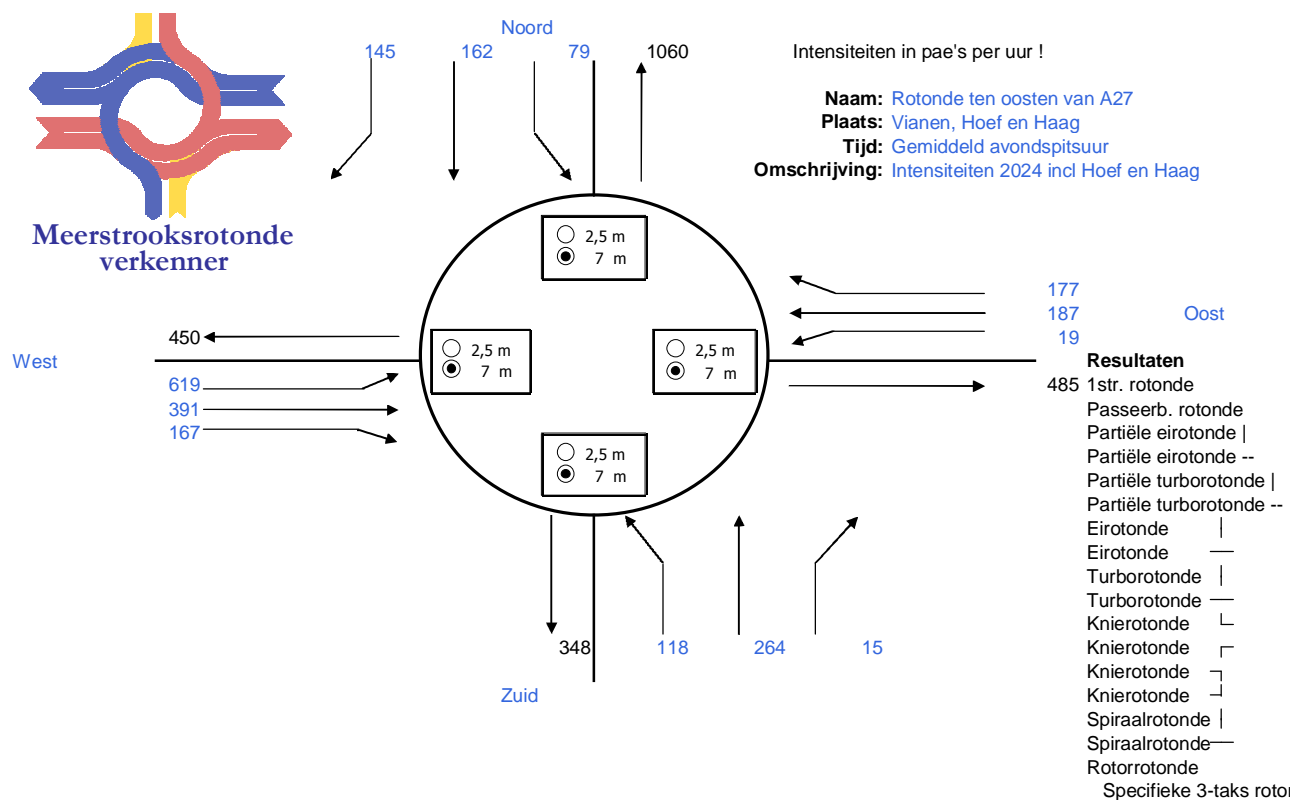 Noord
145 162 79 1060
Intensiteiten in pae's per uur !
Naam: Rotonde ten oosten van A27
Plaats: Vianen, Hoef en Haag
Tijd: Gemiddeld avondspitsuur
Omschrijving: Intensiteiten 2024 incl Hoef en Haag
Meerstrooksrotonde
verkenner
2,5 m
7 m
177
187 Oost
19
450
West
2,5 m
7 m
2,5 m
7 m
619
391
167
485
2,5 m
7 m
348 118 264 15
Zuid
Resultaten
1str. rotonde
Passeerb. rotonde
Partiële eirotonde |
Partiële eirotonde --
Partiële turborotonde |
Partiële turborotonde --
Eirotonde
Eirotonde
Turborotonde
Turborotonde
Knierotonde
Knierotonde
Knierotonde
Knierotonde
Spiraalrotonde
Spiraalrotonde
Rotorrotonde
Specifieke 3-taks roto